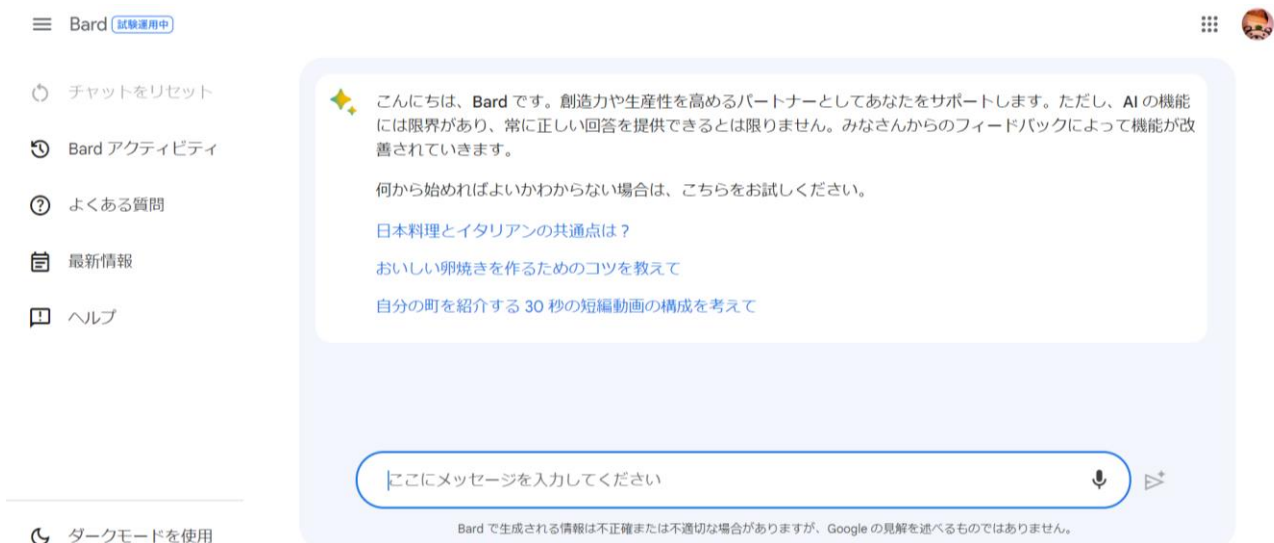 Bard 試験運用中
チャットをリセット
Bard アクティビティ
よくある質問
最新情報
ヘルプ
ダークモードを使用
こんにちは、Bard です。創造力や生産性を高めるパートナーとしてあなたをサポートします。ただし、AI の機能
には限界があり、常に正しい回答を提供できるとは限りません。みなさんからのフィードバックによって機能が改
善されていきます。
何から始めればよいかわからない場合は、こちらをお試しください。
日本料理とイタリアンの共通点は？
おいしい卵焼きを作るためのコツを教えて
自分の町を紹介する 30 秒の短編動画の構成を考えて
ここにメッセージを入力してください
Bard で生成される情報は不正確または不適切な場合がありますが、Google の見解を述べるものではありません。